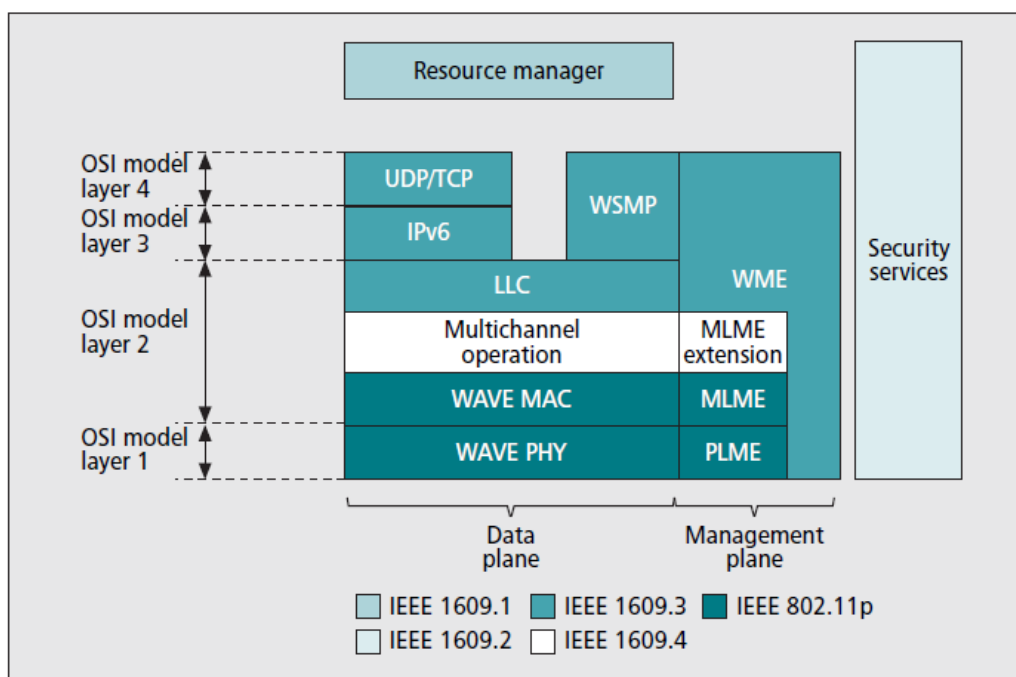 Resource manager
OSI model
layer 4
UDP/TCP
WSMP
OSI model
layer 3
IPv6
Security
services
LLC
WME
OSI model
layer 2
Multichannel
operation
MLME
extension
WAVE MAC
MLME
OSI model
layer 1
WAVE PHY
PLME
Data
plane
Management
plane
IEEE 1609.1
IEEE 1609.3
IEEE 802.11p
IEEE 1609.2
IEEE 1609.4